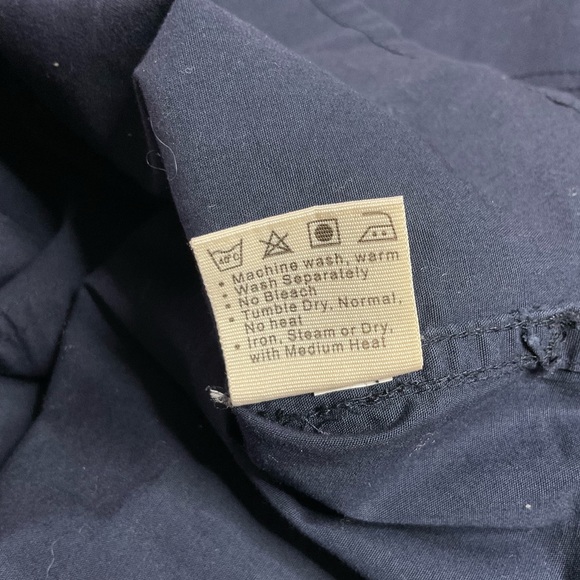 40°C
• Machine wash, warm
• Wash Separately
• No Bleach
• Tumble Dry, Normal,
No heat
• Iron, Steam or Dry,
with Medium Heat